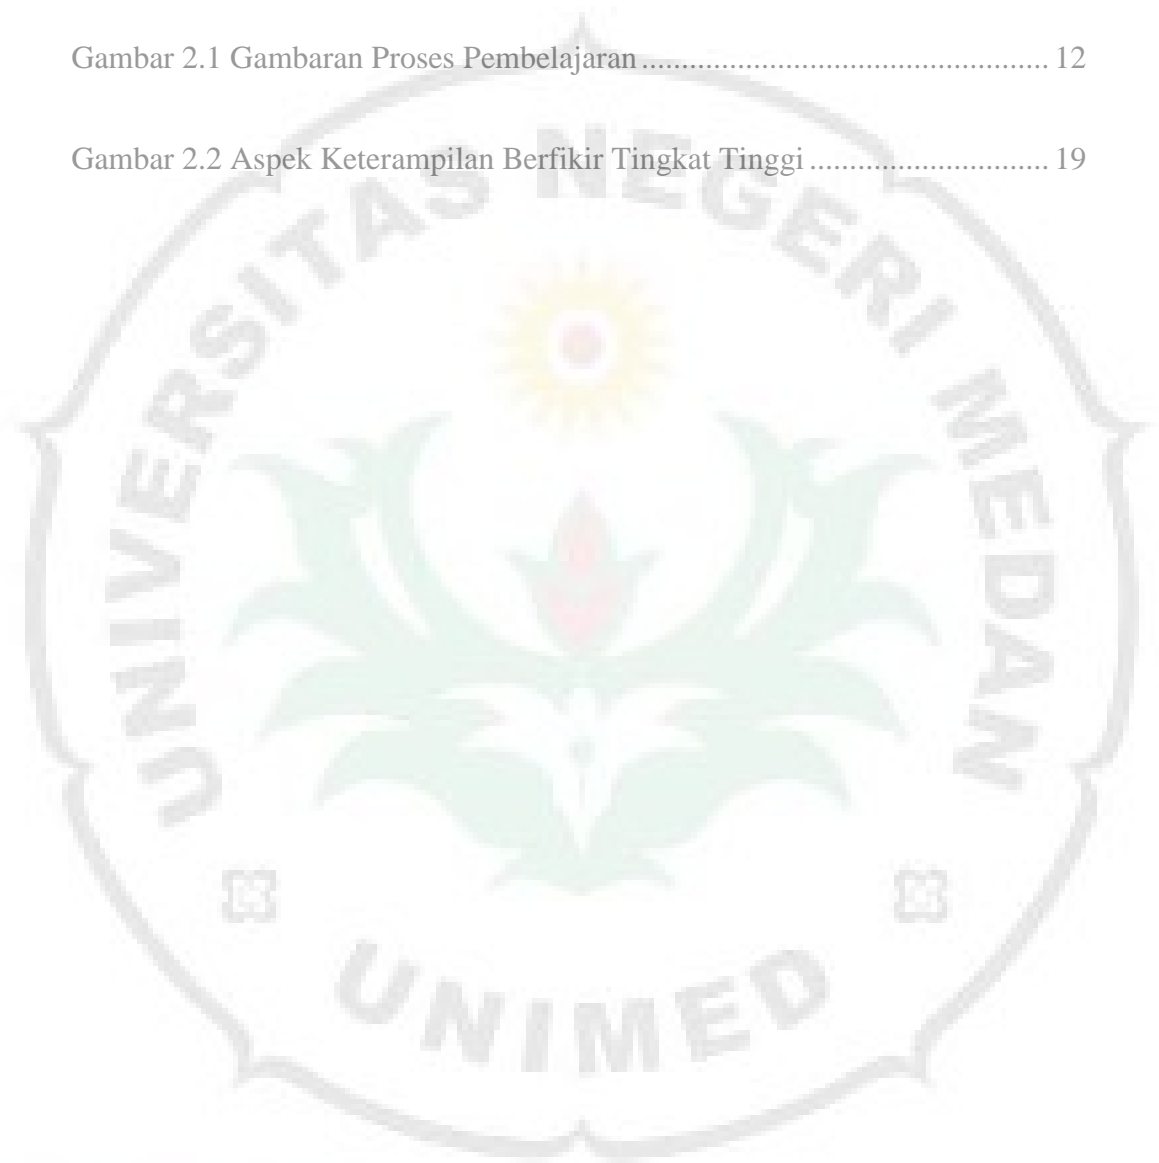 Gambar 2.1 Gambaran Proses Pembelajaran .................................................. 12
Gambar 2.2 Aspek Keterampilan Berfikir Tingkat Tinggi .............................. 19
UNIVERSITAS NEGERI MEDAN
UNIMED